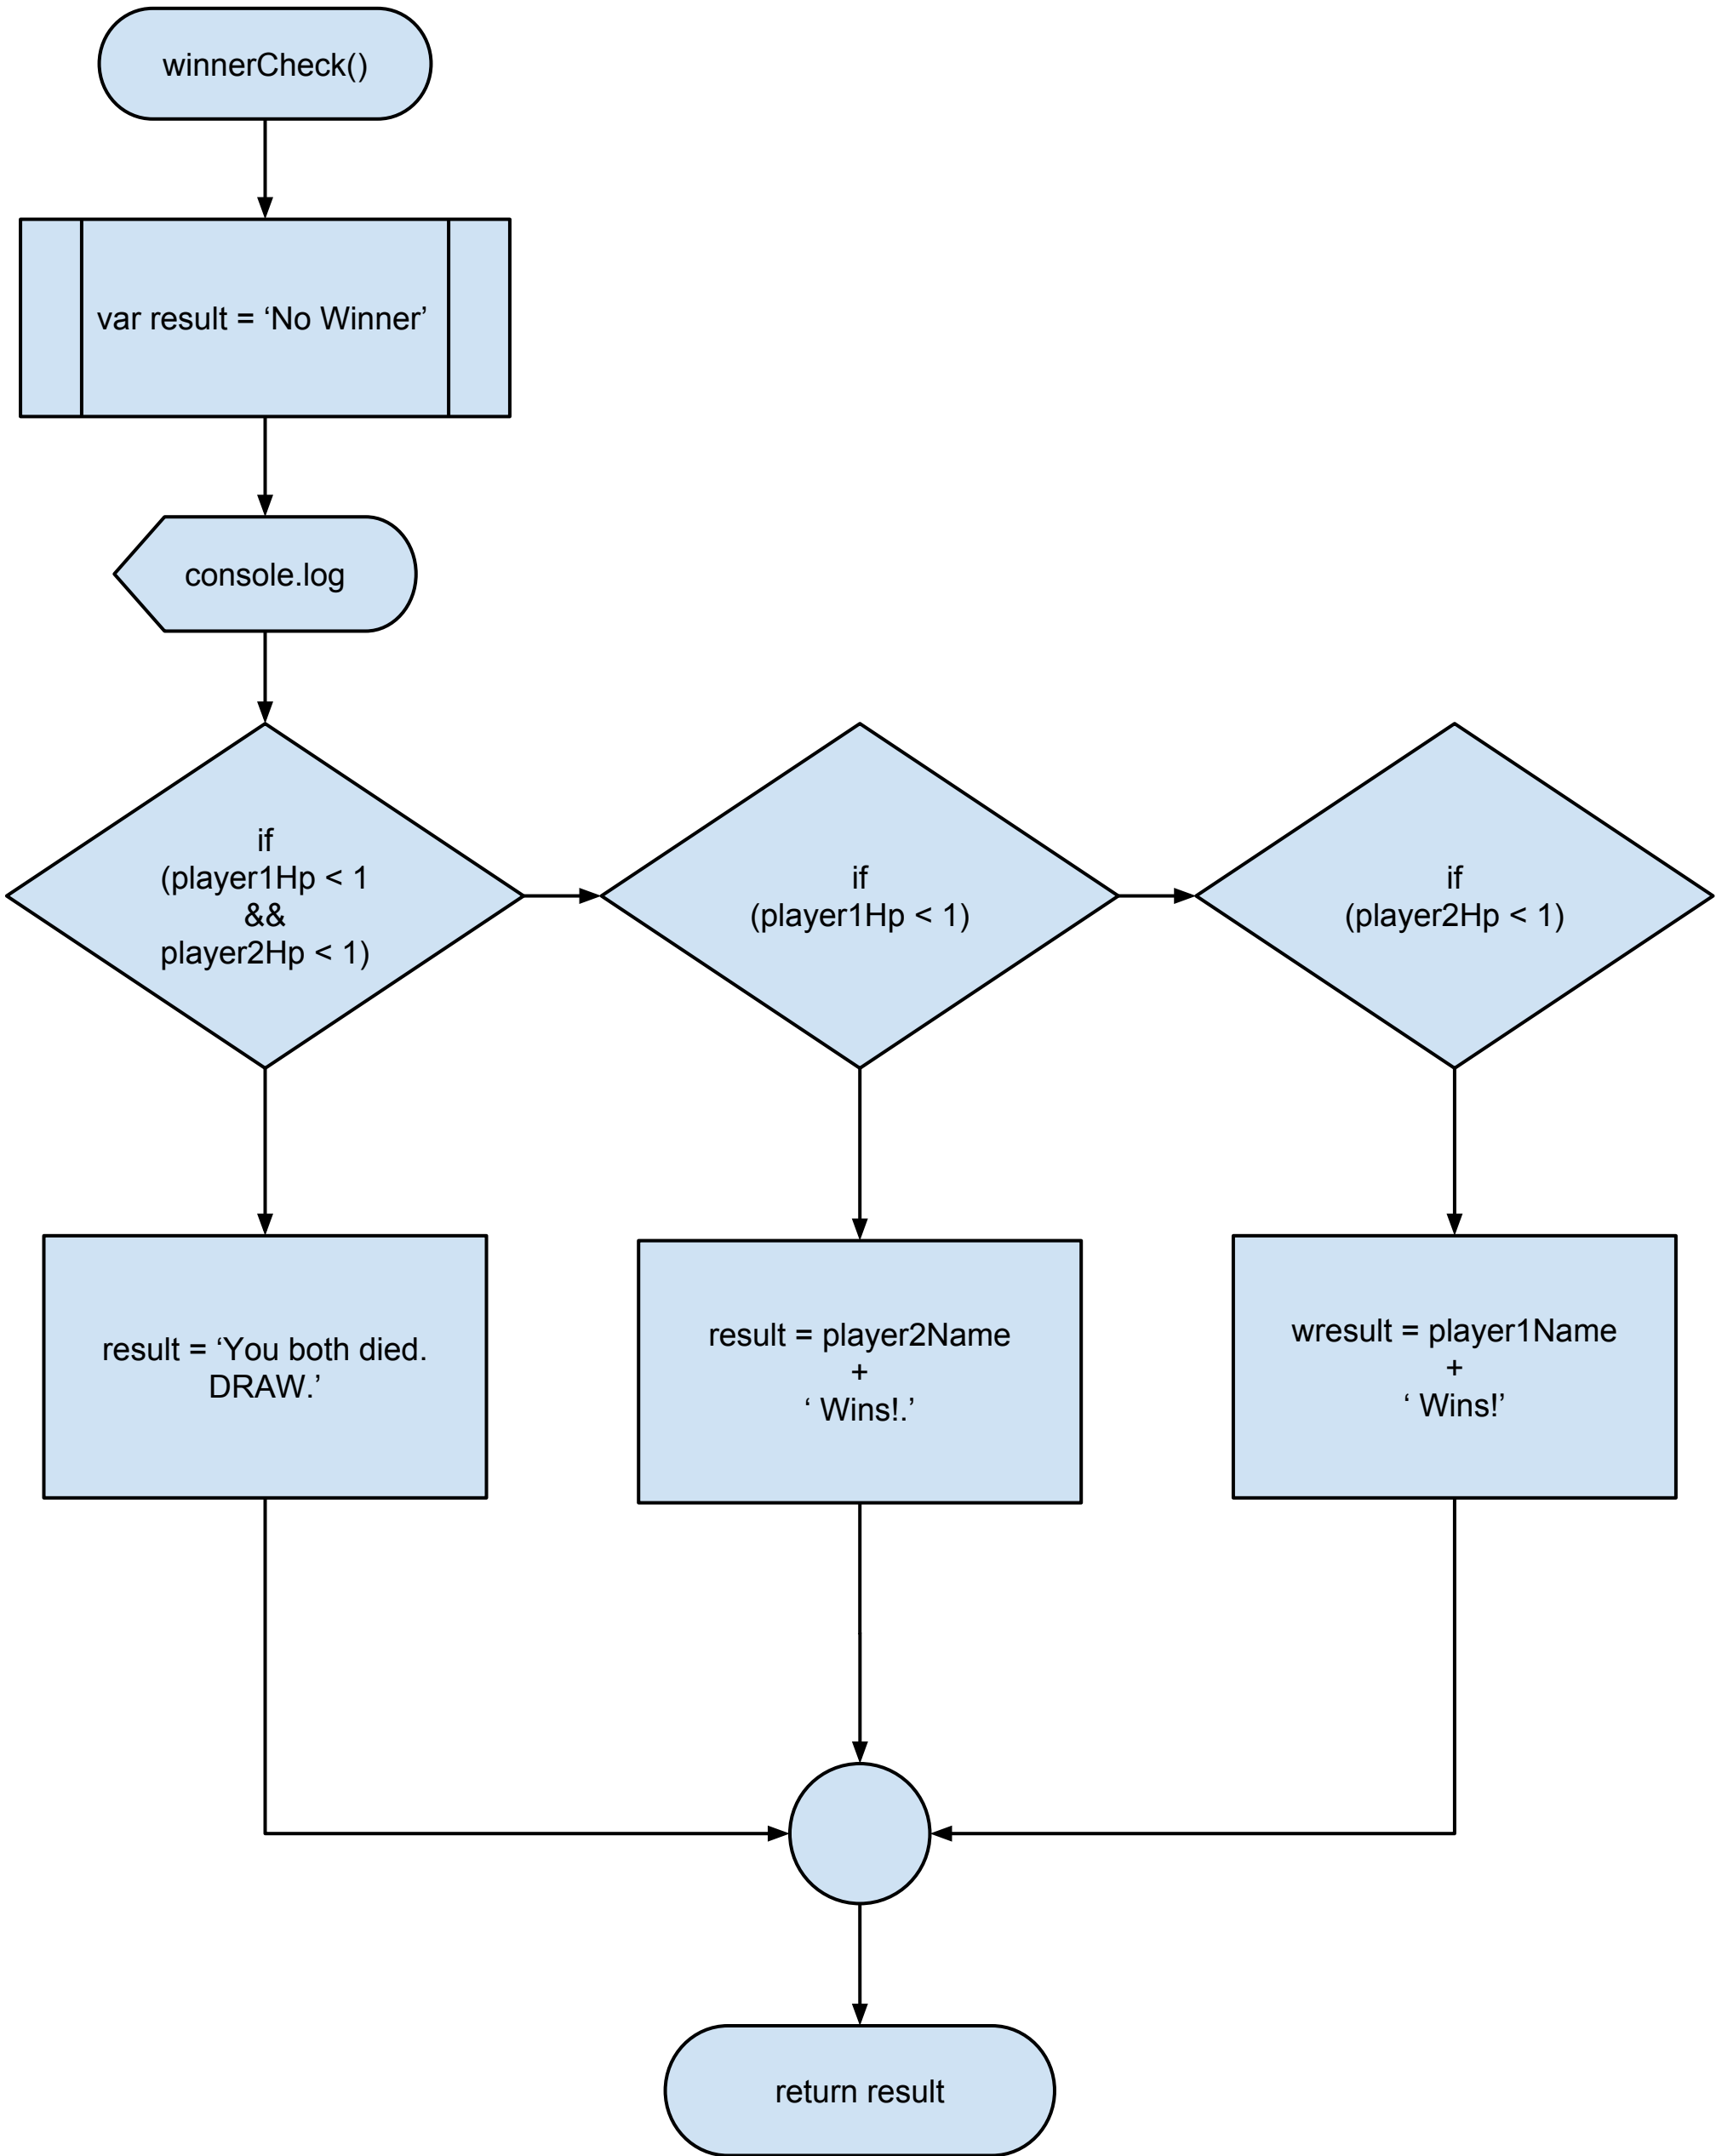 winnerCheck()
var result = ‘No Winner’
console.log
if
(player1Hp < 1
&&
player2Hp < 1)
if
(player1Hp < 1)
if
(player2Hp < 1)
result = ‘You both died.
DRAW.’
result = player2Name
+
‘ Wins!.’
wresult = player1Name
+
‘ Wins!’
return result